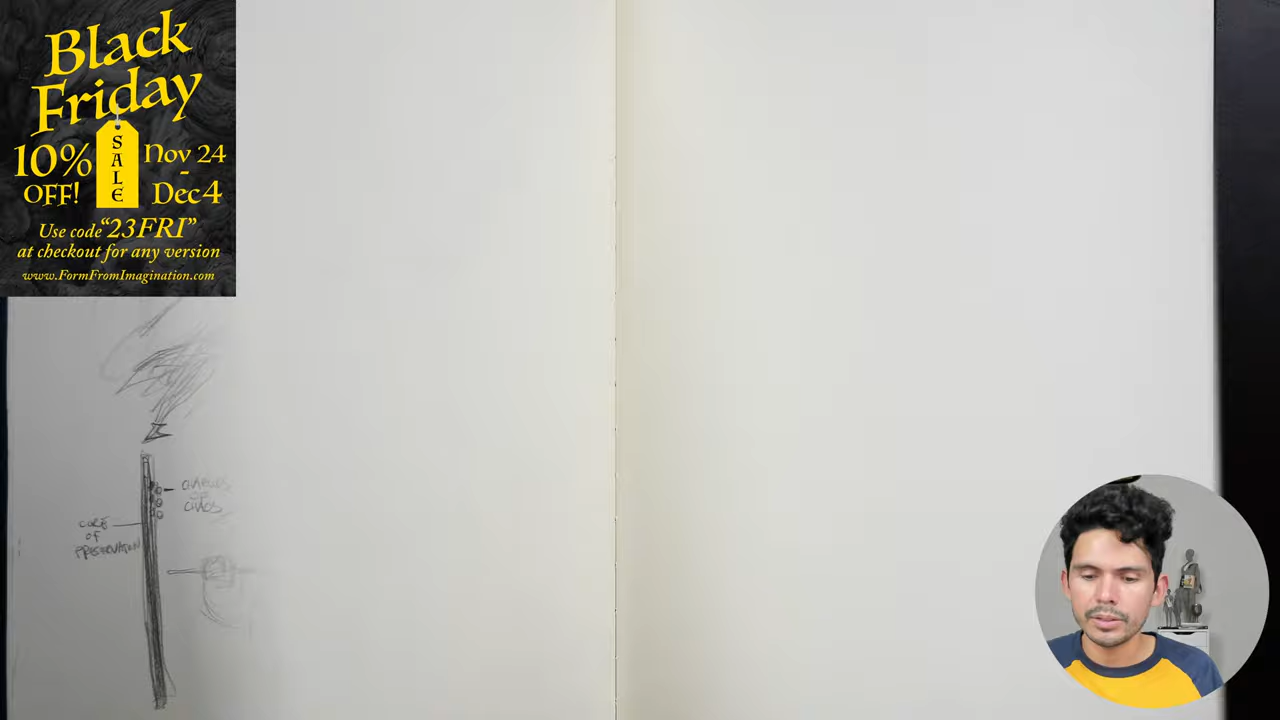 Black
Friday
10% OFF!
SALE
Nov 24
-
Dec 4
Use code "23FRI"
at checkout for any version
www.FormFromImagination.com
CHARGES
OF
CHAOS
CORE
OF
PRESERVATION